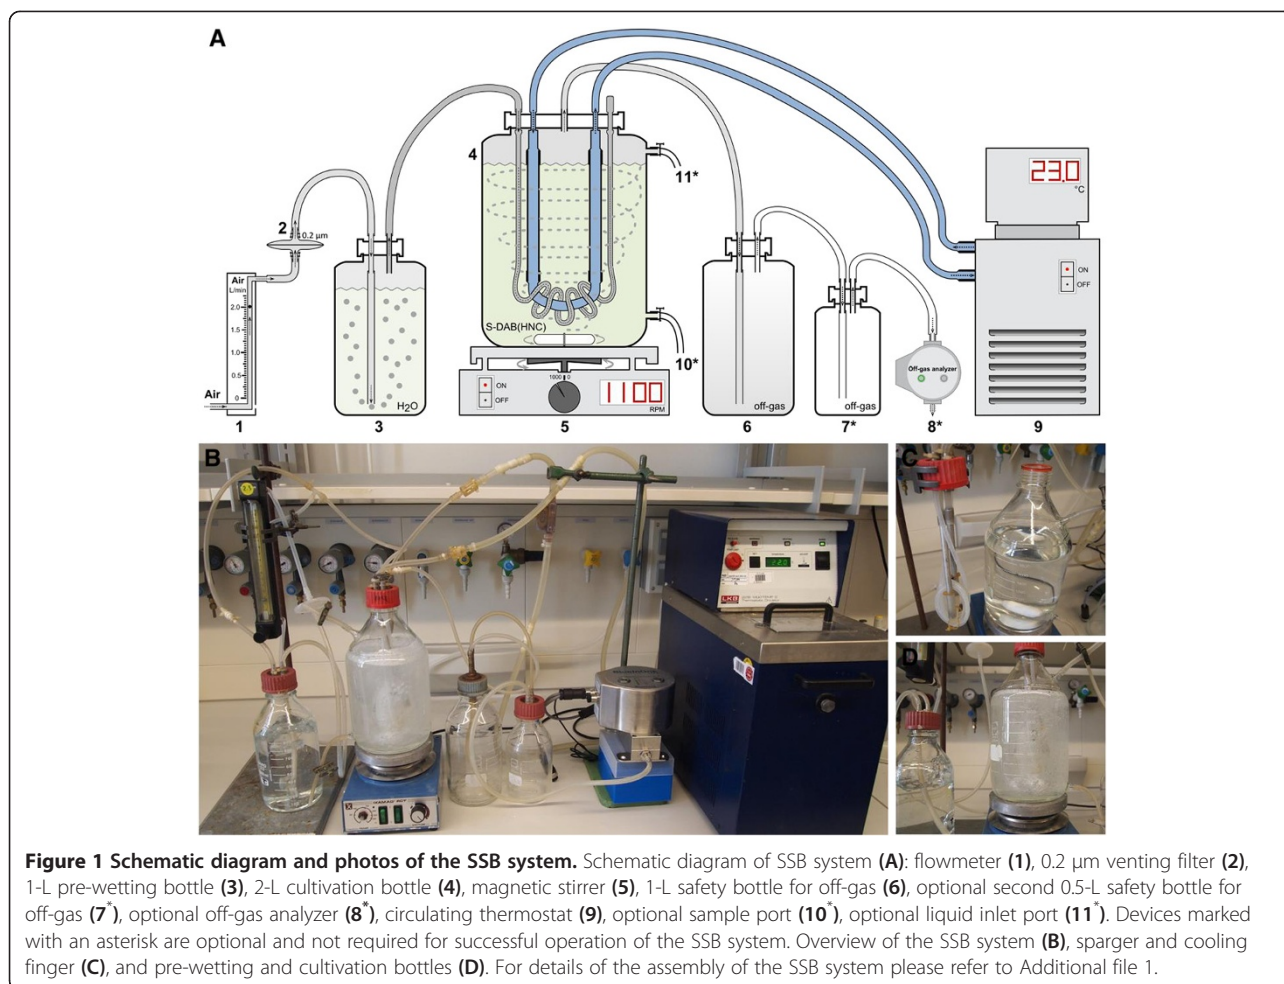 A
4
11*
23.0
°C
2
0.2 µm
Air
L/min
2.0
1.5
1.0
0.5
0
Air
H₂O
S-DAB(HNC)
10*
1000 0
ON
OFF
1100
RPM
off-gas
off-gas
Off-gas analyzer
ON
OFF
1
3
5
6
7*
8*
9
B
C
D
LKB
Figure 1 Schematic diagram and photos of the SSB system. Schematic diagram of SSB system (A): flowmeter (1), 0.2 µm venting filter (2),
1-L pre-wetting bottle (3), 2-L cultivation bottle (4), magnetic stirrer (5), 1-L safety bottle for off-gas (6), optional second 0.5-L safety bottle for
off-gas (7*), optional off-gas analyzer (8*), circulating thermostat (9), optional sample port (10*), optional liquid inlet port (11*). Devices marked
with an asterisk are optional and not required for successful operation of the SSB system. Overview of the SSB system (B), sparger and cooling
finger (C), and pre-wetting and cultivation bottles (D). For details of the assembly of the SSB system please refer to Additional file 1.